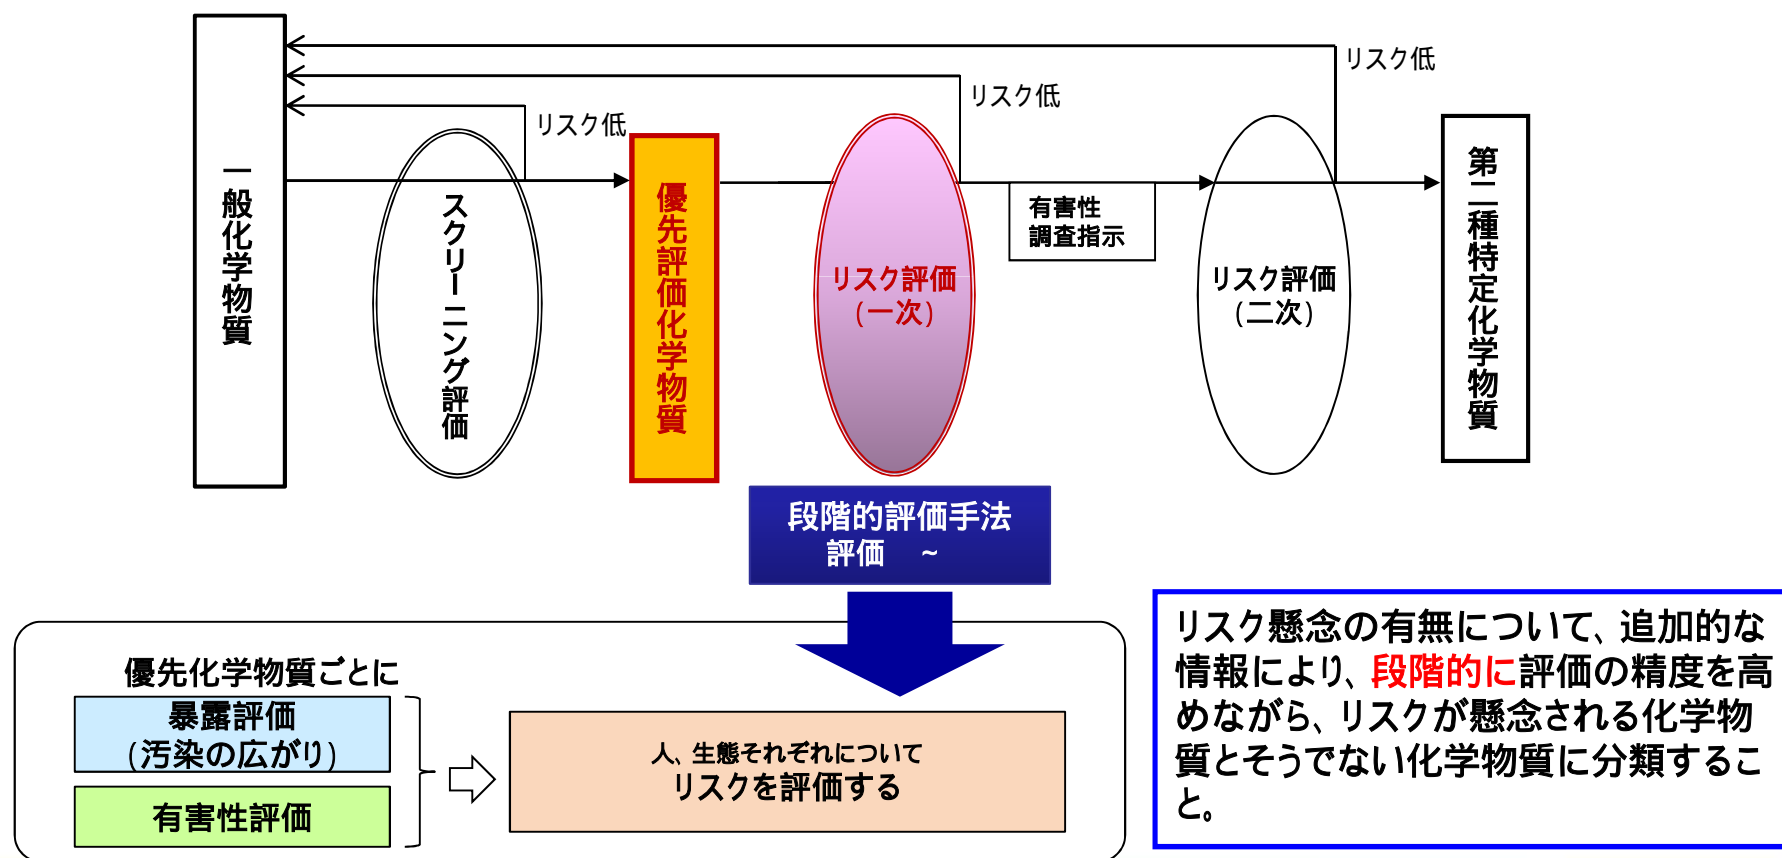 リスク低
リスク低
リスク低
一般化学物質
スクリーニング評価
優先評価化学物質
リスク評価
(一次)
有害性
調査指示
リスク評価
(二次)
第二種特定化学物質
段階的評価手法
評価　~
優先化学物質ごとに
暴露評価
(汚染の広がり)
有害性評価
人、生態それぞれについて
リスクを評価する
リスク懸念の有無について、追加的な
情報により、段階的に評価の精度を高
めながら、リスクが懸念される化学物
質とそうでない化学物質に分類するこ
と。